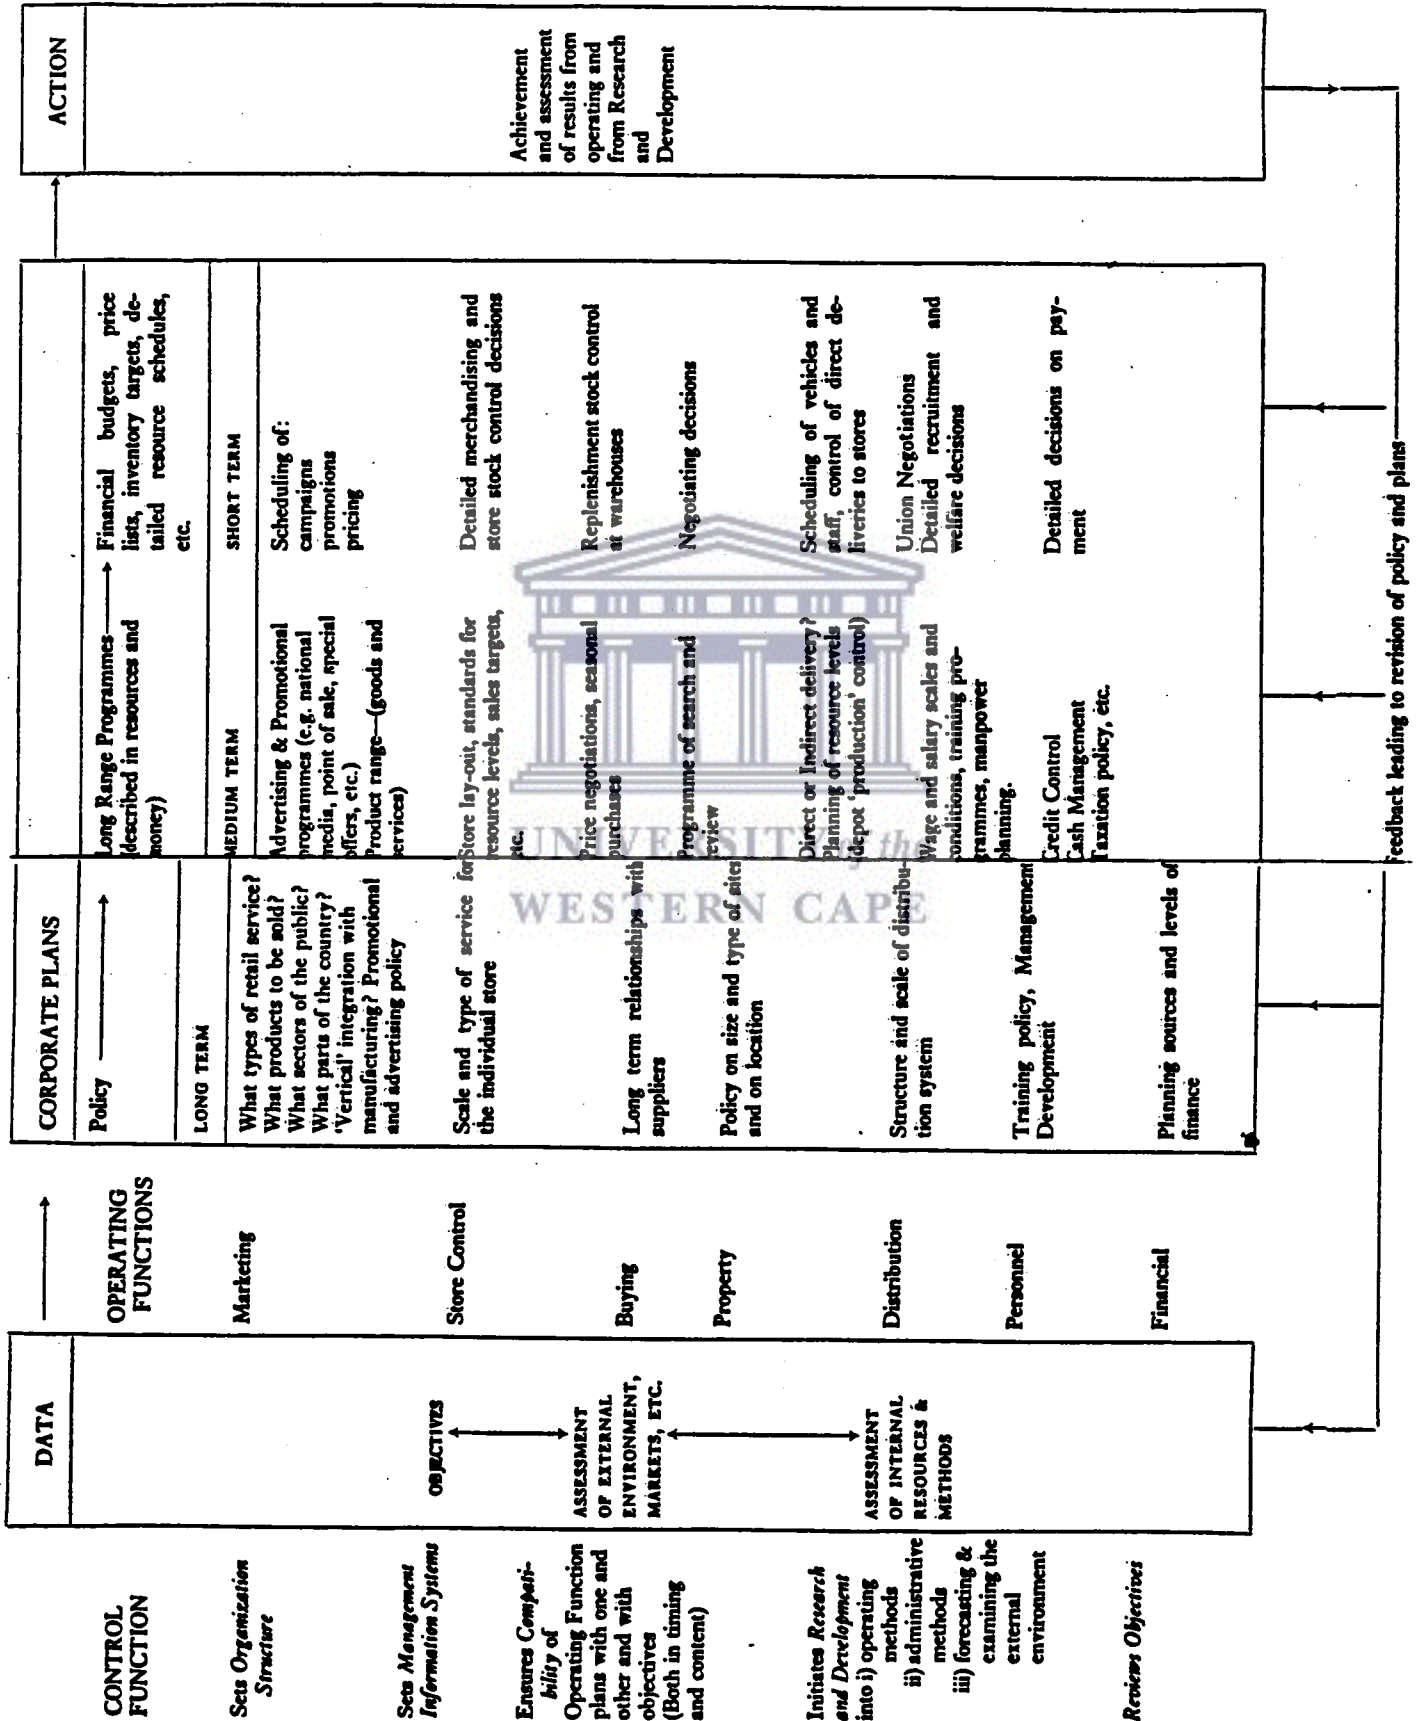 CONTROL
FUNCTION
Sets Organization
Structure
Sets Management
Information Systems
Ensures Compati-
bility of
Operating Function
plans with one and
other and with
objectives
(Both in timing
and content)
Initiates Research
and Development
into i) operating
methods
ii) administrative
methods
iii) forecasting &
examining the
external
environment
Reviews Objectives
DATA
OBJECTIVES
ASSESSMENT
OF EXTERNAL
ENVIRONMENT,
MARKETS, ETC.
ASSESSMENT
OF INTERNAL
RESOURCES &
METHODS
OPERATING
FUNCTIONS
Marketing
Store Control
Buying
Property
Distribution
Personnel
Financial
CORPORATE PLANS
Policy
LONG TERM
What types of retail service?
What products to be sold?
What sectors of the public?
What parts of the country?
'Vertical' integration with
manufacturing? Promotional
and advertising policy
Scale and type of service for
the individual store
Long term relationships with
suppliers
Policy on size and type of sites
and on location
Structure and scale of distribu-
tion system
Training policy, Management
Development
Planning sources and levels of
finance
Long Range Programmes
(described in resources and
money)
MEDIUM TERM
Advertising & Promotional
programmes (e.g. national
media, point of sale, special
offers, etc.)
Product range—(goods and
services)
Store lay-out, standards for
resource levels, sales targets,
etc.
Price negotiations, seasonal
purchases
Programme of search and
review
Direct or Indirect delivery?
Planning of resource levels
(depot 'production' control)
Wage and salary scales and
conditions, training pro-
grammes, manpower
planning.
Credit Control
Cash Management
Taxation policy, etc.
Financial budgets, price
lists, inventory targets, de-
tailed resource schedules,
etc.
SHORT TERM
Scheduling of:
campaigns
promotions
pricing
Detailed merchandising and
store stock control decisions
Replenishment stock control
at warehouses
Negotiating decisions
Scheduling of vehicles and
staff, control of direct de-
liveries to stores
Union Negotiations
Detailed recruitment and
welfare decisions
Detailed decisions on pay-
ment
ACTION
Achievement
and assessment
of results from
operating and
from Research
and
Development
Feedback leading to revision of policy and plans
UNIVERSITY of the
WESTERN CAPE